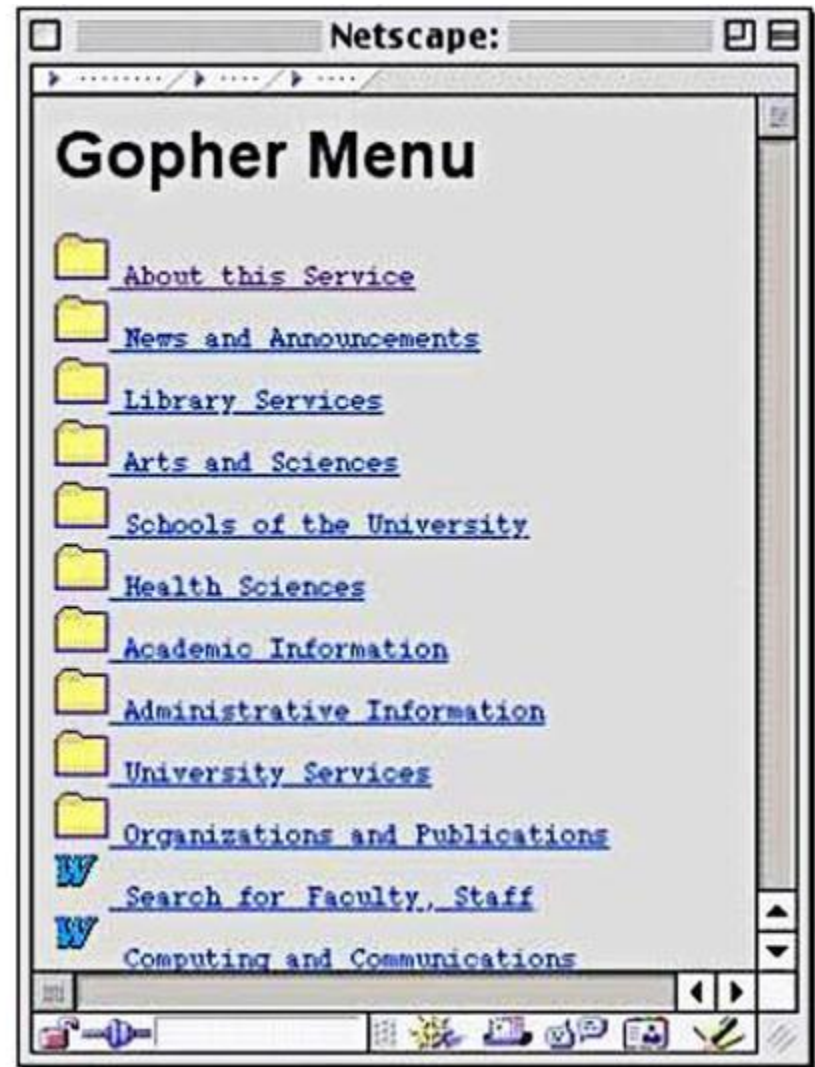 Netscape:
Gopher Menu
About this Service
News and Announcements
Library Services
Arts and Sciences
Schools of the University
Health Sciences
Academic Information
Administrative Information
University Services
Organizations and Publications
W Search for Faculty, Staff
W Computing and Communications